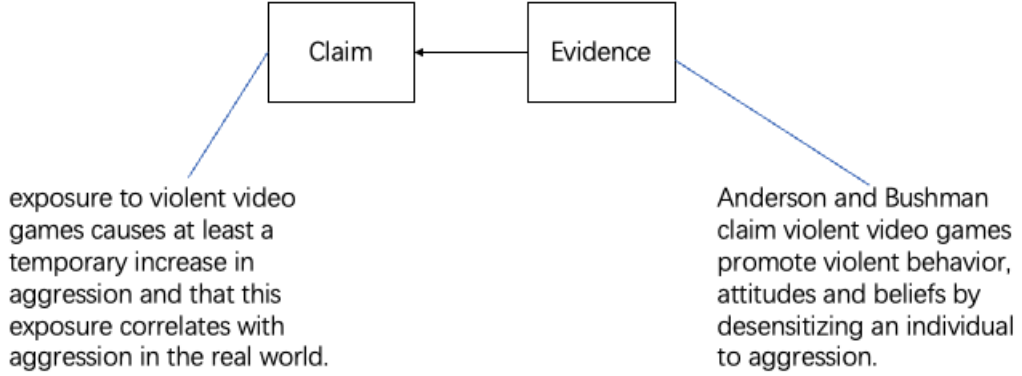 Claim
Evidence
exposure to violent video
games causes at least a
temporary increase in
aggression and that this
exposure correlates with
aggression in the real world.
Anderson and Bushman
claim violent video games
promote violent behavior,
attitudes and beliefs by
desensitizing an individual
to aggression.